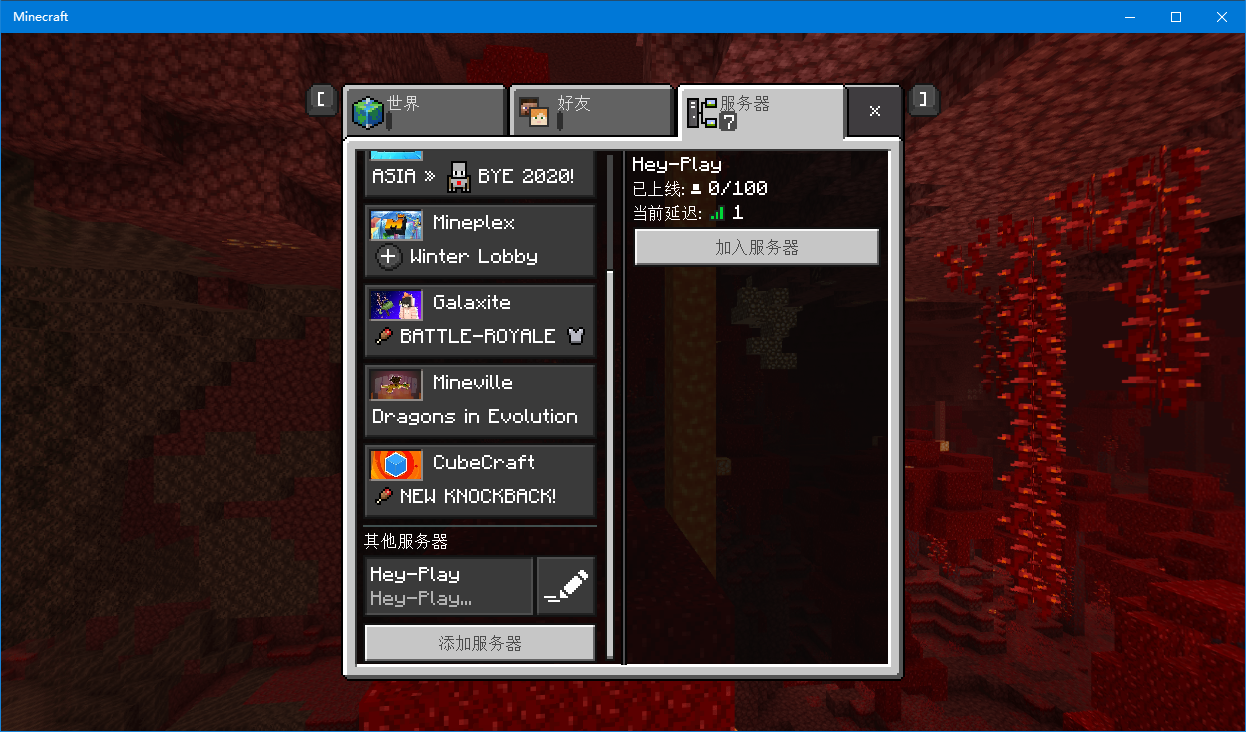 Minecraft
[
世界
好友
服务器
7
]
ASIA » BYE 2020!
Mineplex
Winter Lobby
Galaxite
BATTLE-ROYALE
Mineville
Dragons in Evolution
CubeCraft
NEW KNOCKBACK!
其他服务器
Hey-Play
Hey-Play...
添加服务器
Hey-Play
已上线: 0/100
当前延迟: 1
加入服务器